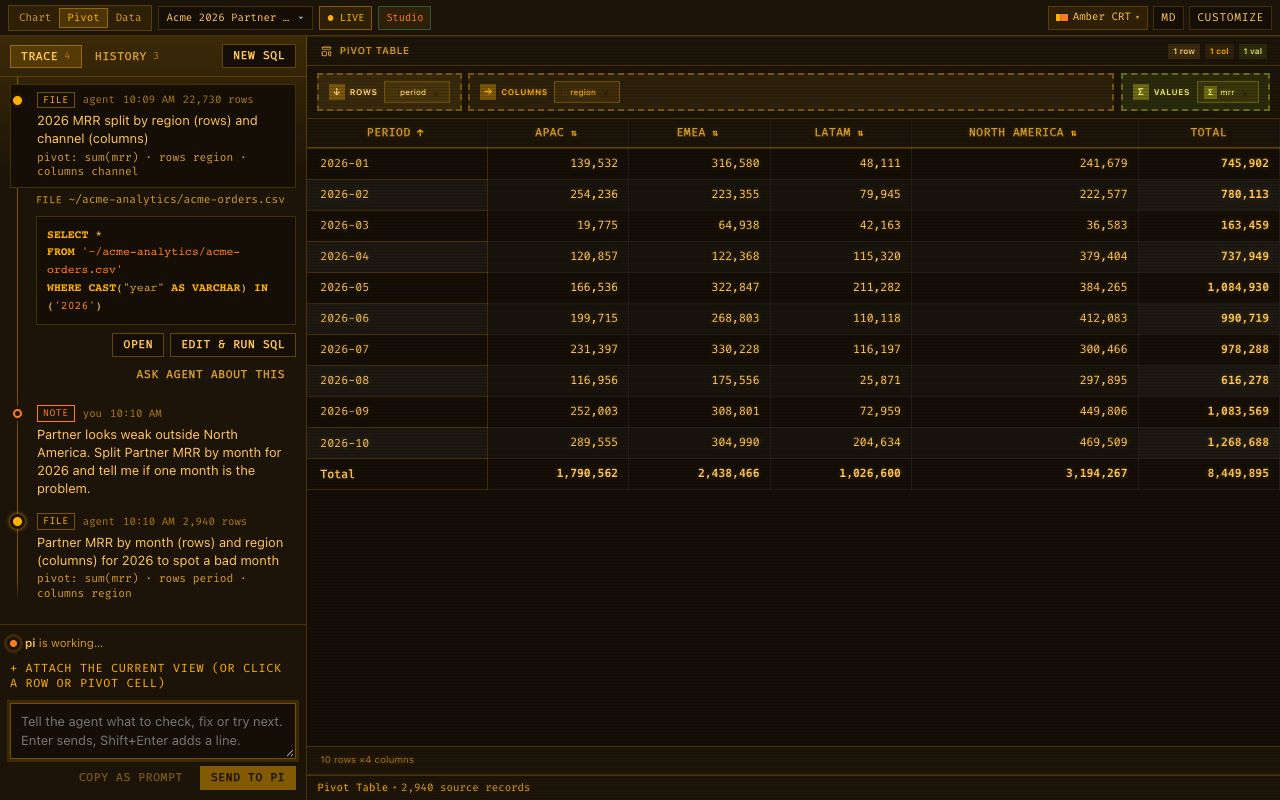 Chart Pivot Data Acme 2026 Partner … LIVE Studio Amber CRT MD CUSTOMIZE
TRACE 4 HISTORY 3 NEW SQL
FILE agent 10:09 AM 22,730 rows
2026 MRR split by region (rows) and
channel (columns)
pivot: sum(mrr) · rows region ·
columns channel
FILE ~/acme-analytics/acme-orders.csv
SELECT *
FROM '~/acme-analytics/acme-
orders.csv'
WHERE CAST("year" AS VARCHAR) IN
('2026')
OPEN EDIT & RUN SQL
ASK AGENT ABOUT THIS
NOTE you 10:10 AM
Partner looks weak outside North
America. Split Partner MRR by month for
2026 and tell me if one month is the
problem.
FILE agent 10:10 AM 2,940 rows
Partner MRR by month (rows) and region
(columns) for 2026 to spot a bad month
pivot: sum(mrr) · rows period ·
columns region
pi is working…
+ ATTACH THE CURRENT VIEW (OR CLICK
A ROW OR PIVOT CELL)
Tell the agent what to check, fix or try next.
Enter sends, Shift+Enter adds a line.
COPY AS PROMPT SEND TO PI
PIVOT TABLE 1 row 1 col 1 val
ROWS period COLUMNS region Σ VALUES Σ mrr
PERIOD ↑ APAC ⇅ EMEA ⇅ LATAM ⇅ NORTH AMERICA ⇅ TOTAL
2026-01 139,532 316,580 48,111 241,679 745,902
2026-02 254,236 223,355 79,945 222,577 780,113
2026-03 19,775 64,938 42,163 36,583 163,459
2026-04 120,857 122,368 115,320 379,404 737,949
2026-05 166,536 322,847 211,282 384,265 1,084,930
2026-06 199,715 268,803 110,118 412,083 990,719
2026-07 231,397 330,228 116,197 300,466 978,288
2026-08 116,956 175,556 25,871 297,895 616,278
2026-09 252,003 308,801 72,959 449,806 1,083,569
2026-10 289,555 304,990 204,634 469,509 1,268,688
Total 1,790,562 2,438,466 1,026,600 3,194,267 8,449,895
10 rows ×4 columns
Pivot Table · 2,940 source records